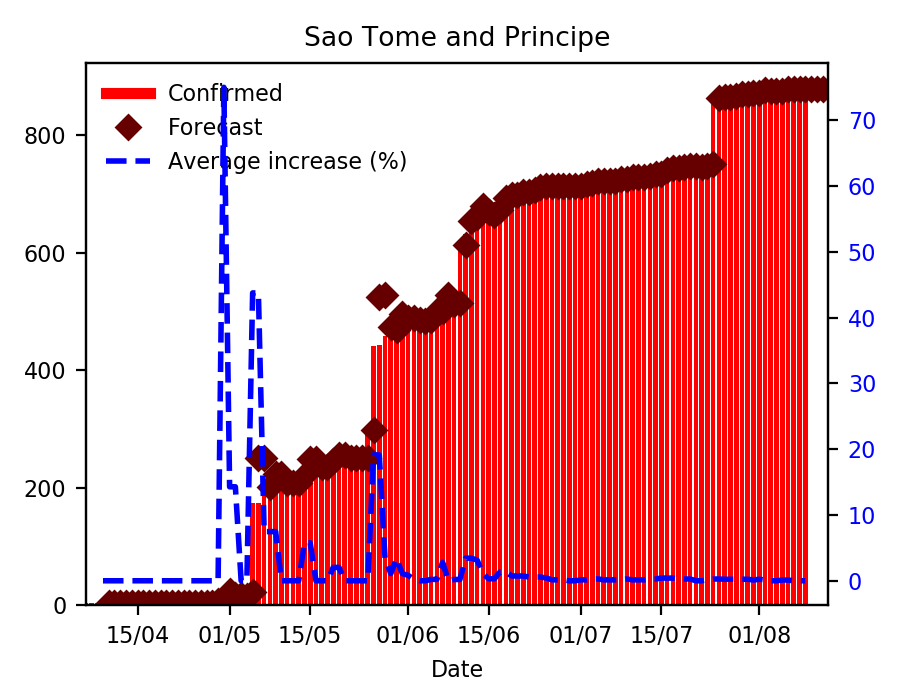 Sao Tome and Principe
Confirmed
Forecast
Average increase (%)
800
600
400
200
0
70
60
50
40
30
20
10
0
15/04 01/05 15/05 01/06 15/06 01/07 15/07 01/08
Date